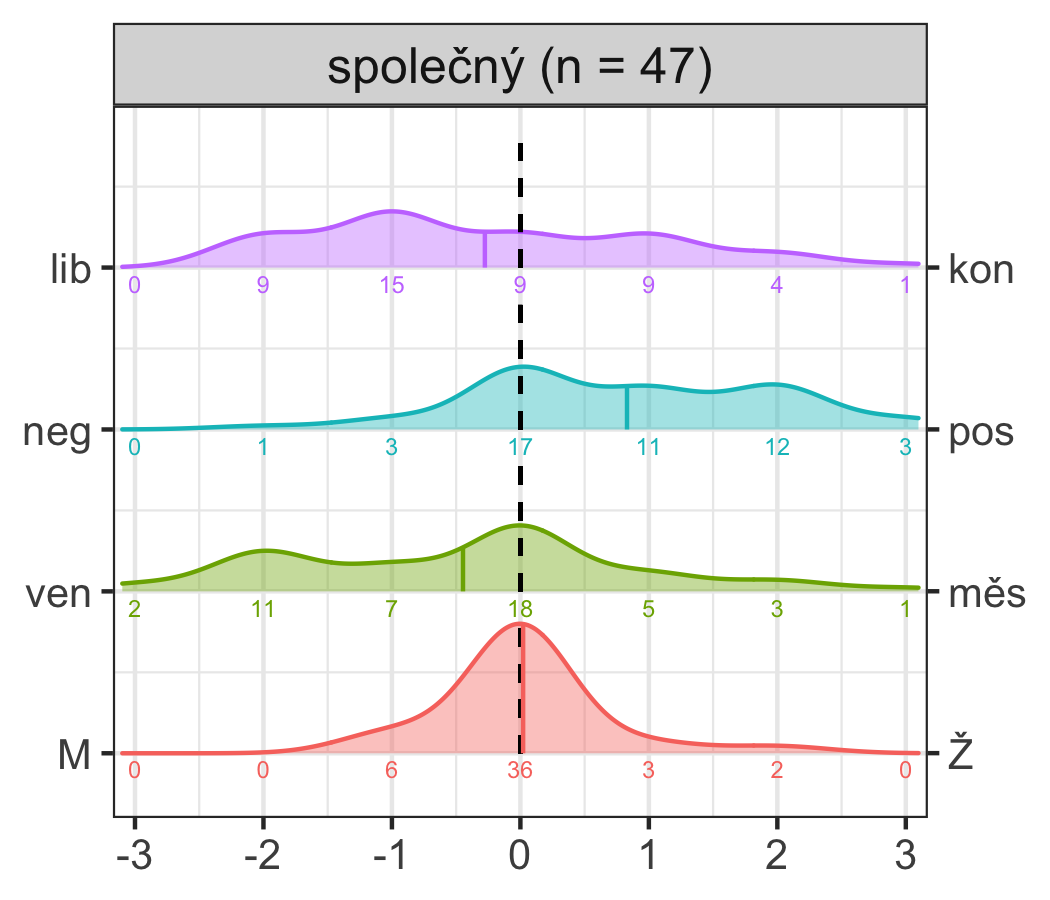 společný (n = 47)
lib kon
0 9 15 9 9 4 1
neg pos
0 1 3 17 11 12 3
ven měs
2 11 7 18 5 3 1
M Ž
0 0 6 36 3 2 0
-3 -2 -1 0 1 2 3